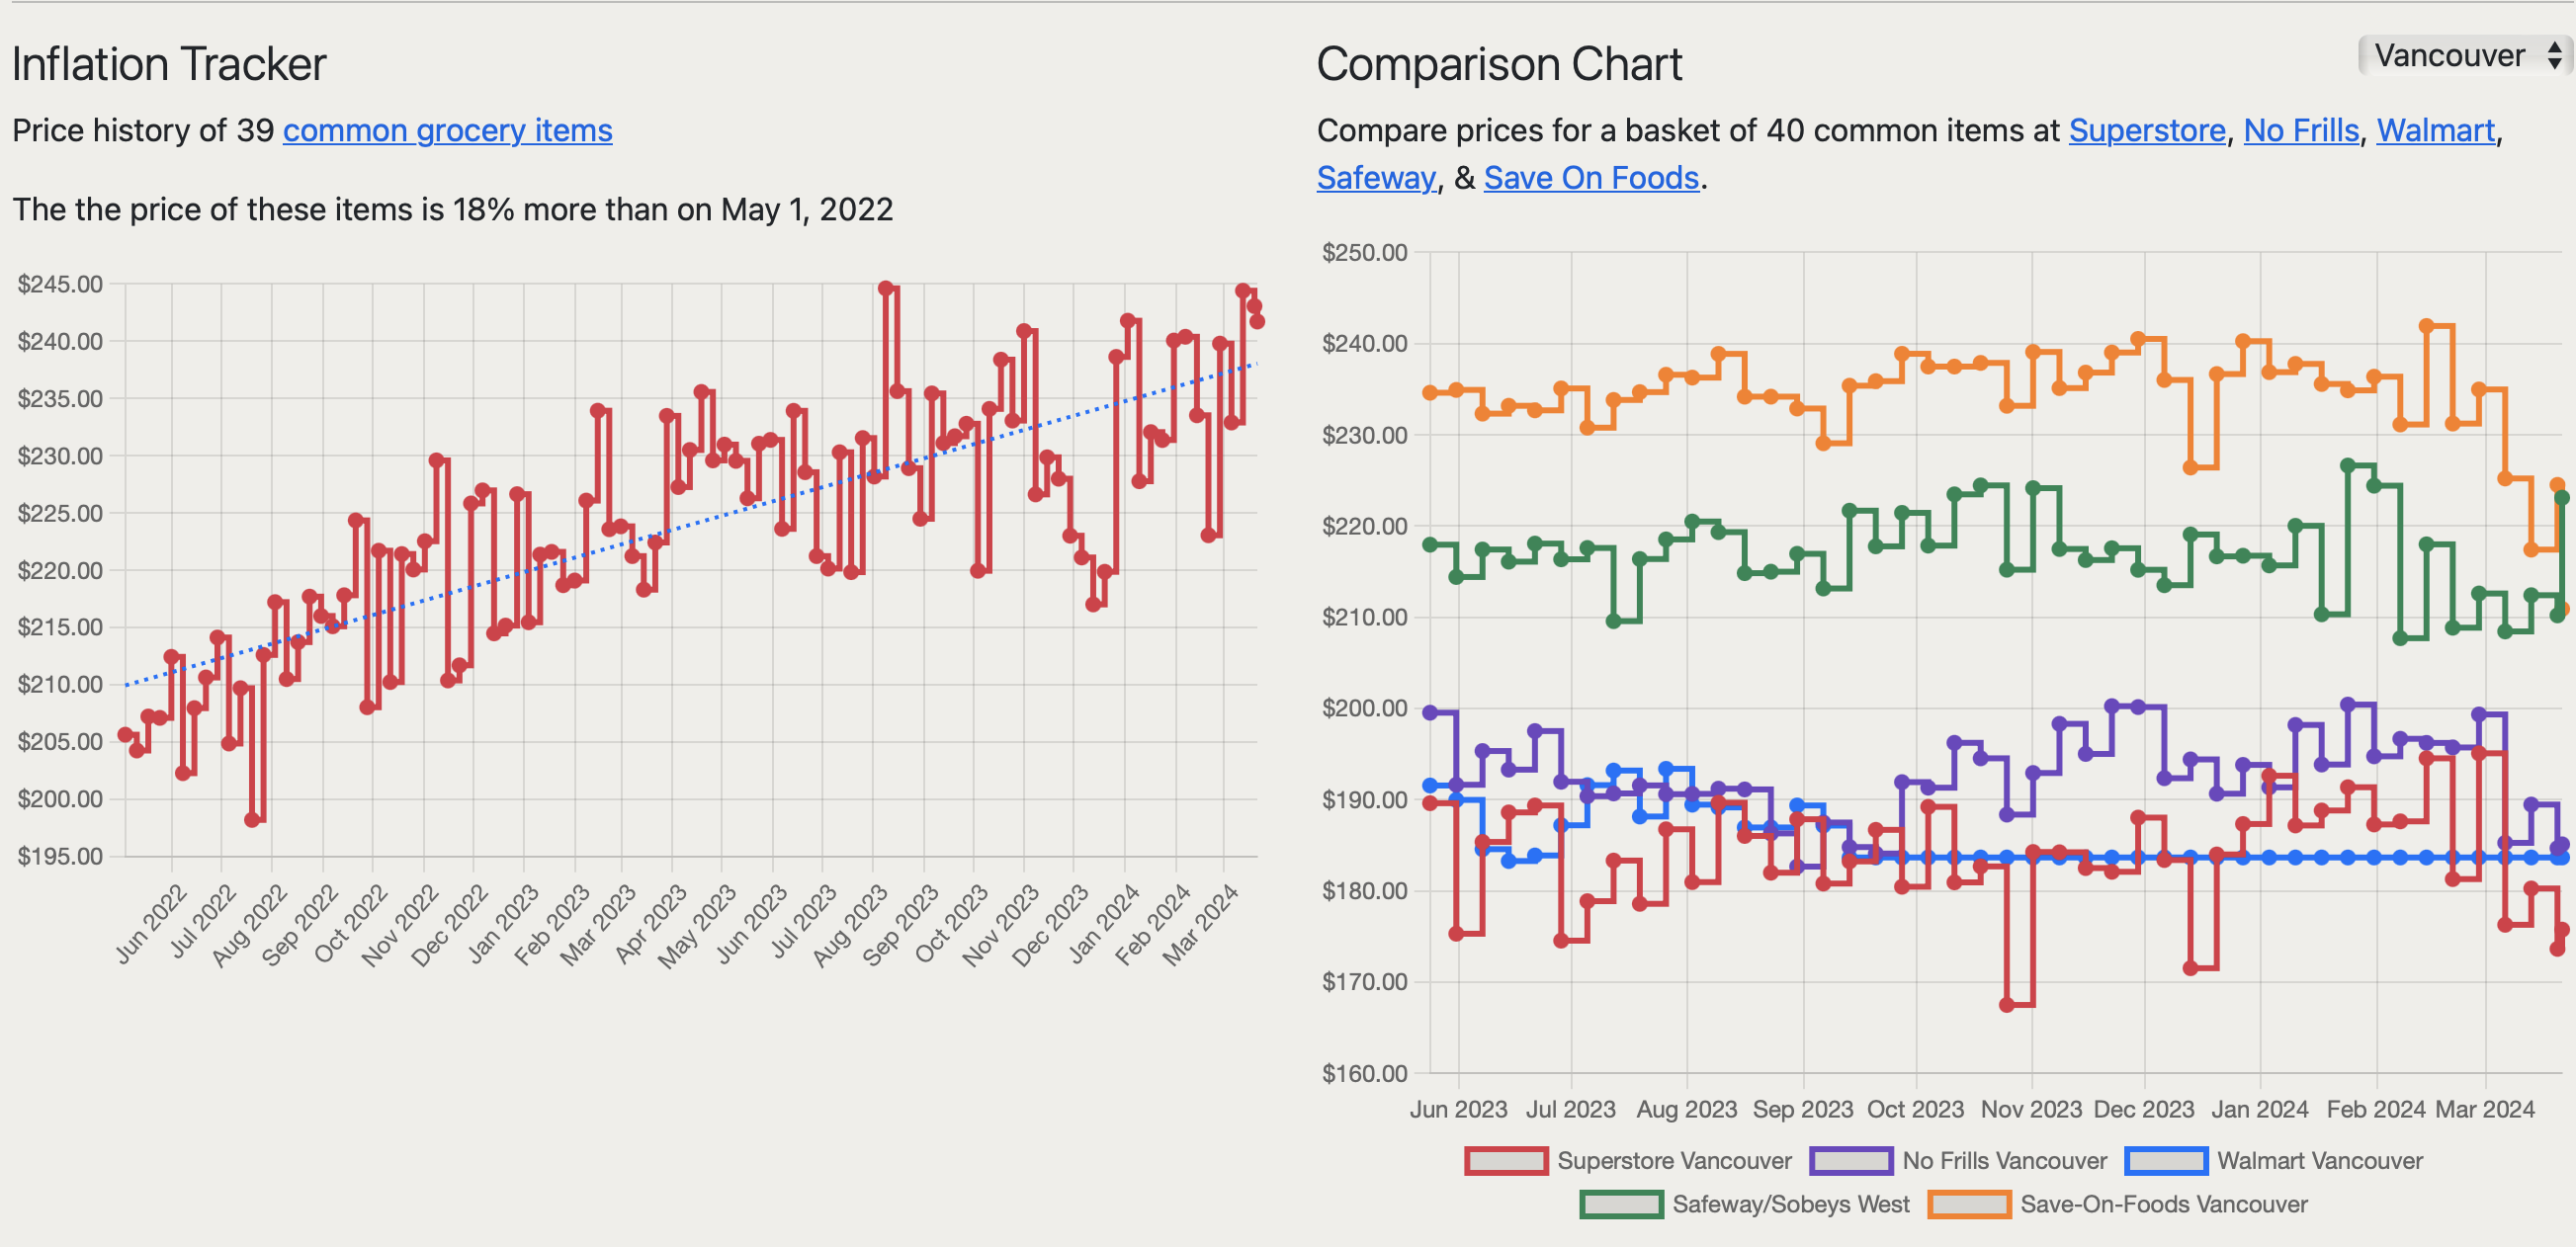 Inflation Tracker
Price history of 39 common grocery items
The the price of these items is 18% more than on May 1, 2022
$245.00
$240.00
$235.00
$230.00
$225.00
$220.00
$215.00
$210.00
$205.00
$200.00
$195.00
Jun 2022
Jul 2022
Aug 2022
Sep 2022
Oct 2022
Nov 2022
Dec 2022
Jan 2023
Feb 2023
Mar 2023
Apr 2023
May 2023
Jun 2023
Jul 2023
Aug 2023
Sep 2023
Oct 2023
Nov 2023
Dec 2023
Jan 2024
Feb 2024
Mar 2024
Comparison Chart
Vancouver
Compare prices for a basket of 40 common items at Superstore, No Frills, Walmart,
Safeway, & Save On Foods.
$250.00
$240.00
$230.00
$220.00
$210.00
$200.00
$190.00
$180.00
$170.00
$160.00
Jun 2023 Jul 2023 Aug 2023 Sep 2023 Oct 2023 Nov 2023 Dec 2023 Jan 2024 Feb 2024 Mar 2024
Superstore Vancouver No Frills Vancouver Walmart Vancouver
Safeway/Sobeys West Save-On-Foods Vancouver